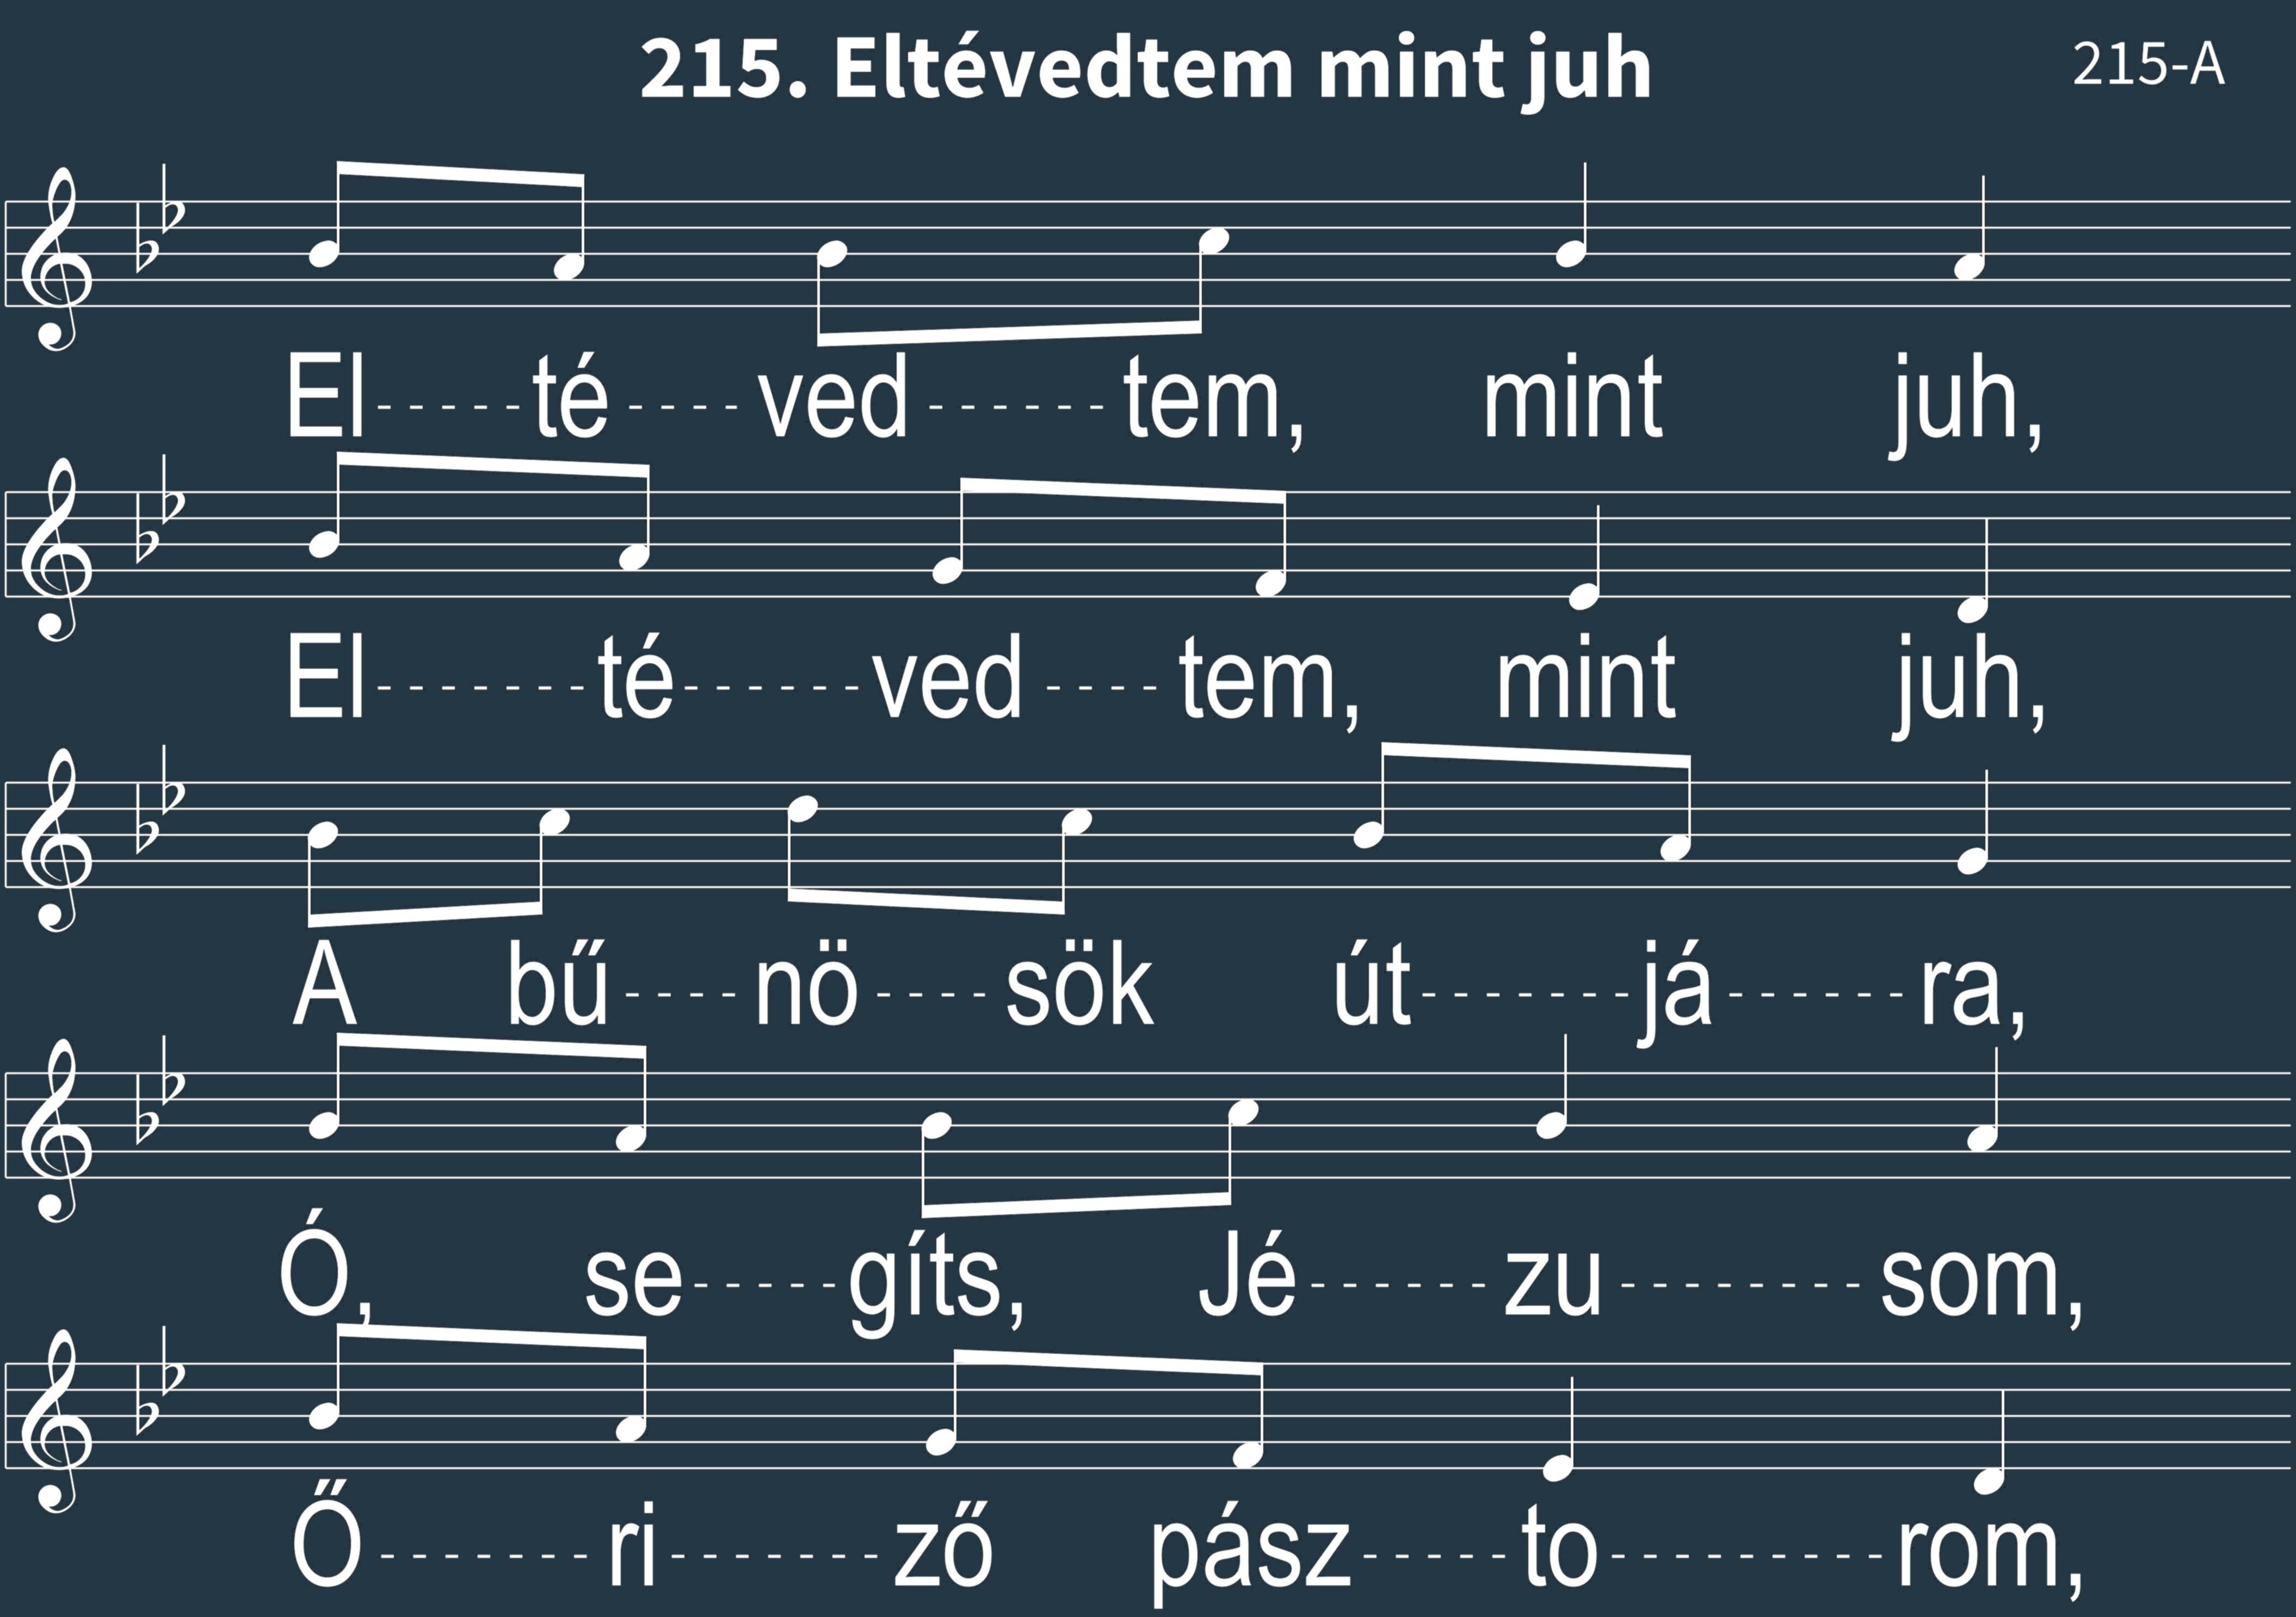 215. Eltévedtem mint juh
215-A
El-----té----ved------tem, mint juh,
El-------té------ved----tem, mint juh,
A bű----nö----sök út-------já------ra,
Ó, se-----gíts, Jé------zu---------som,
Ő-------ri-------ző pász-----to----------rom,